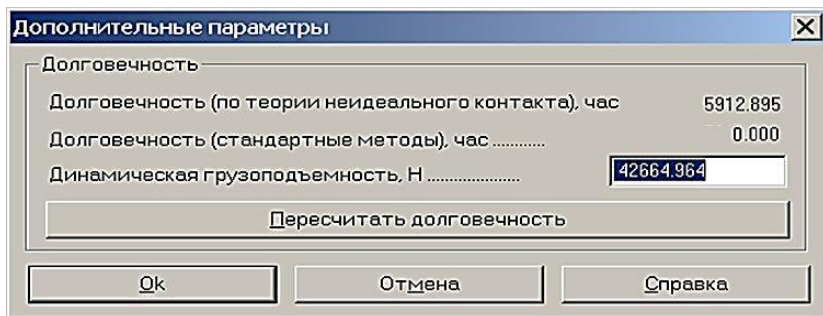 Дополнительные параметры
Долговечность
Долговечность (по теории неидеального контакта), час 5912.895
Долговечность (стандартные методы), час ............ 0.000
Динамическая грузоподъемность, Н ..................... 42664.964
Пересчитать долговечность
Ok Отмена Справка